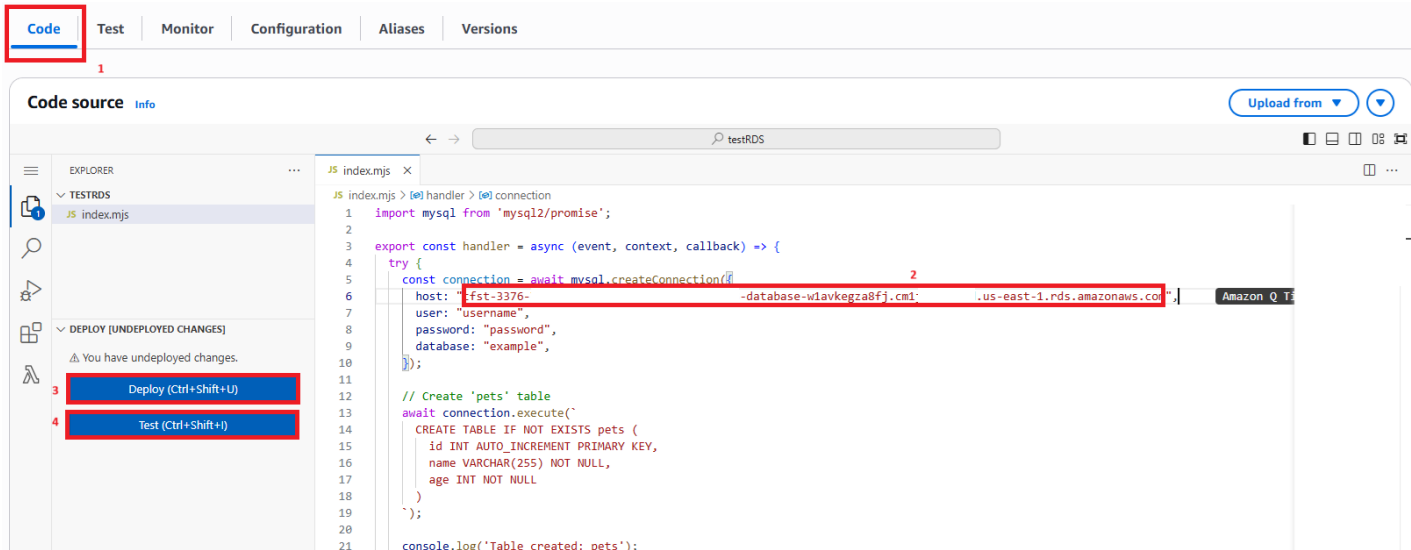 Code Test Monitor Configuration Aliases Versions
1
Code source Info
Upload from
testRDS
EXPLORER
TESTRDS
JS index.mjs
1
DEPLOY [UNDEPLOYED CHANGES]
You have undeployed changes.
3 Deploy (Ctrl+Shift+U)
4 Test (Ctrl+Shift+I)
JS index.mjs
JS index.mjs > handler > connection
1 import mysql from 'mysql2/promise';
2
3 export const handler = async (event, context, callback) => {
4 try {
5 const connection = await mysql.createConnection({
2
6 host: "cfst-3376- -database-w1avkegza8fj.cm1 .us-east-1.rds.amazonaws.com", Amazon Q Ti
7 user: "username",
8 password: "password",
9 database: "example",
10 });
11
12 // Create 'pets' table
13 await connection.execute(`
14 CREATE TABLE IF NOT EXISTS pets (
15 id INT AUTO_INCREMENT PRIMARY KEY,
16 name VARCHAR(255) NOT NULL,
17 age INT NOT NULL
18 )
19 `);
20
21 console.log('Table created: pets');